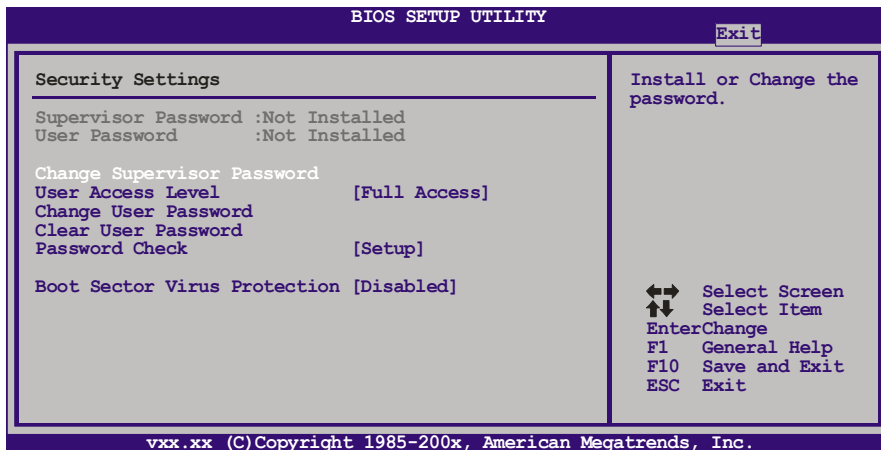 BIOS SETUP UTILITY
Exit
Security Settings
Supervisor Password :Not Installed
User Password :Not Installed
Change Supervisor Password
User Access Level [Full Access]
Change User Password
Clear User Password
Password Check [Setup]
Boot Sector Virus Protection [Disabled]
Install or Change the
password.
Select Screen
Select Item
EnterChange
F1 General Help
F10 Save and Exit
ESC Exit
vxx.xx (C)Copyright 1985-200x, American Megatrends, Inc.